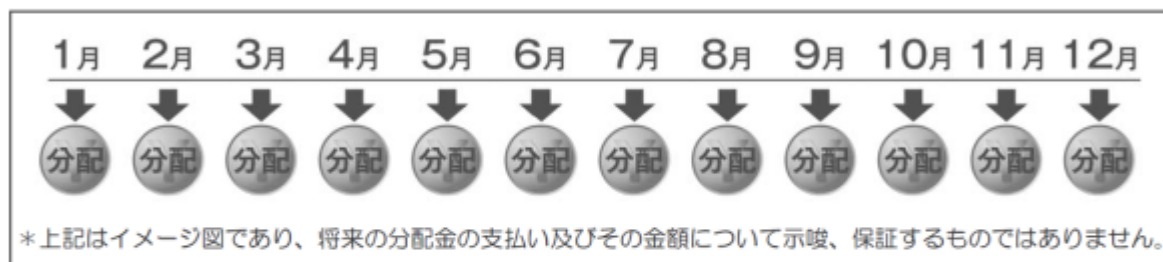 1月 2月 3月 4月 5月 6月 7月 8月 9月 10月 11月 12月
分配 分配 分配 分配 分配 分配 分配 分配 分配 分配 分配 分配
*上記はイメージ図であり、将来の分配金の支払い及びその金額について示唆、保証するものではありません。